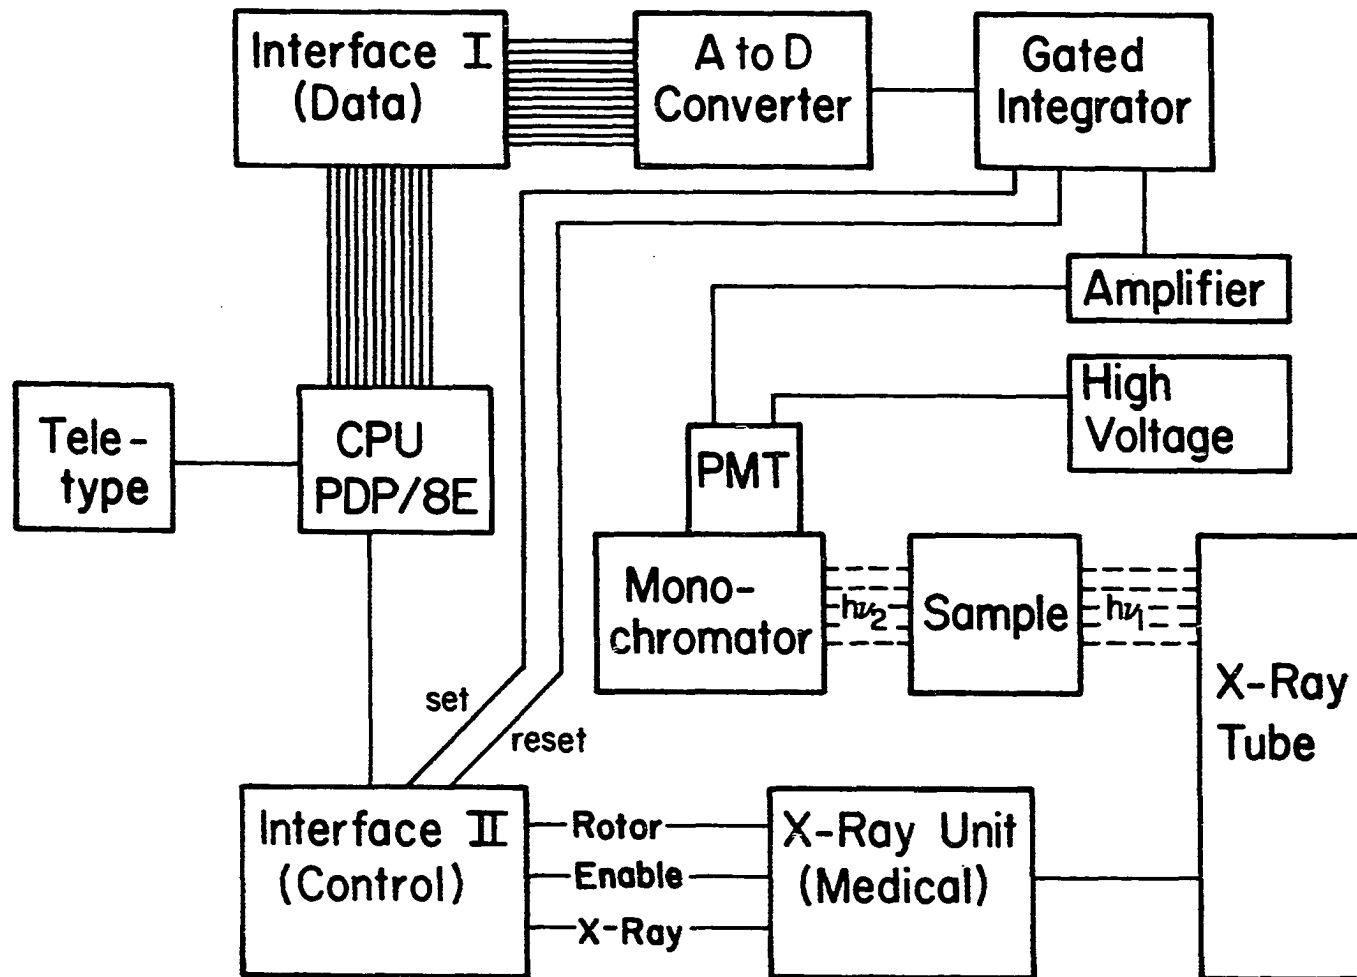 Interface I
(Data)
A to D
Converter
Gated
Integrator
Amplifier
High
Voltage
Tele-
type
CPU
PDP/8E
PMT
Mono-
chromator
hν₂
Sample
hν₁
X-Ray
Tube
set
reset
Interface II
(Control)
Rotor
Enable
X-Ray
X-Ray Unit
(Medical)